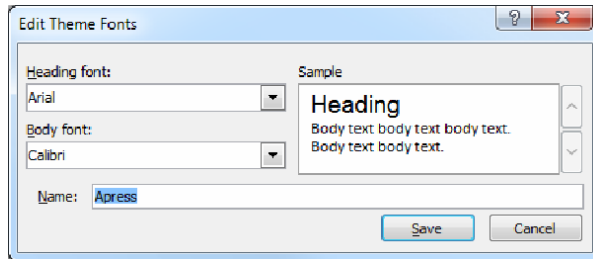 Edit Theme Fonts
Heading font:
Arial
Body font:
Calibri
Sample
Heading
Body text body text body text.
Body text body text.
Name: Apress
Save Cancel